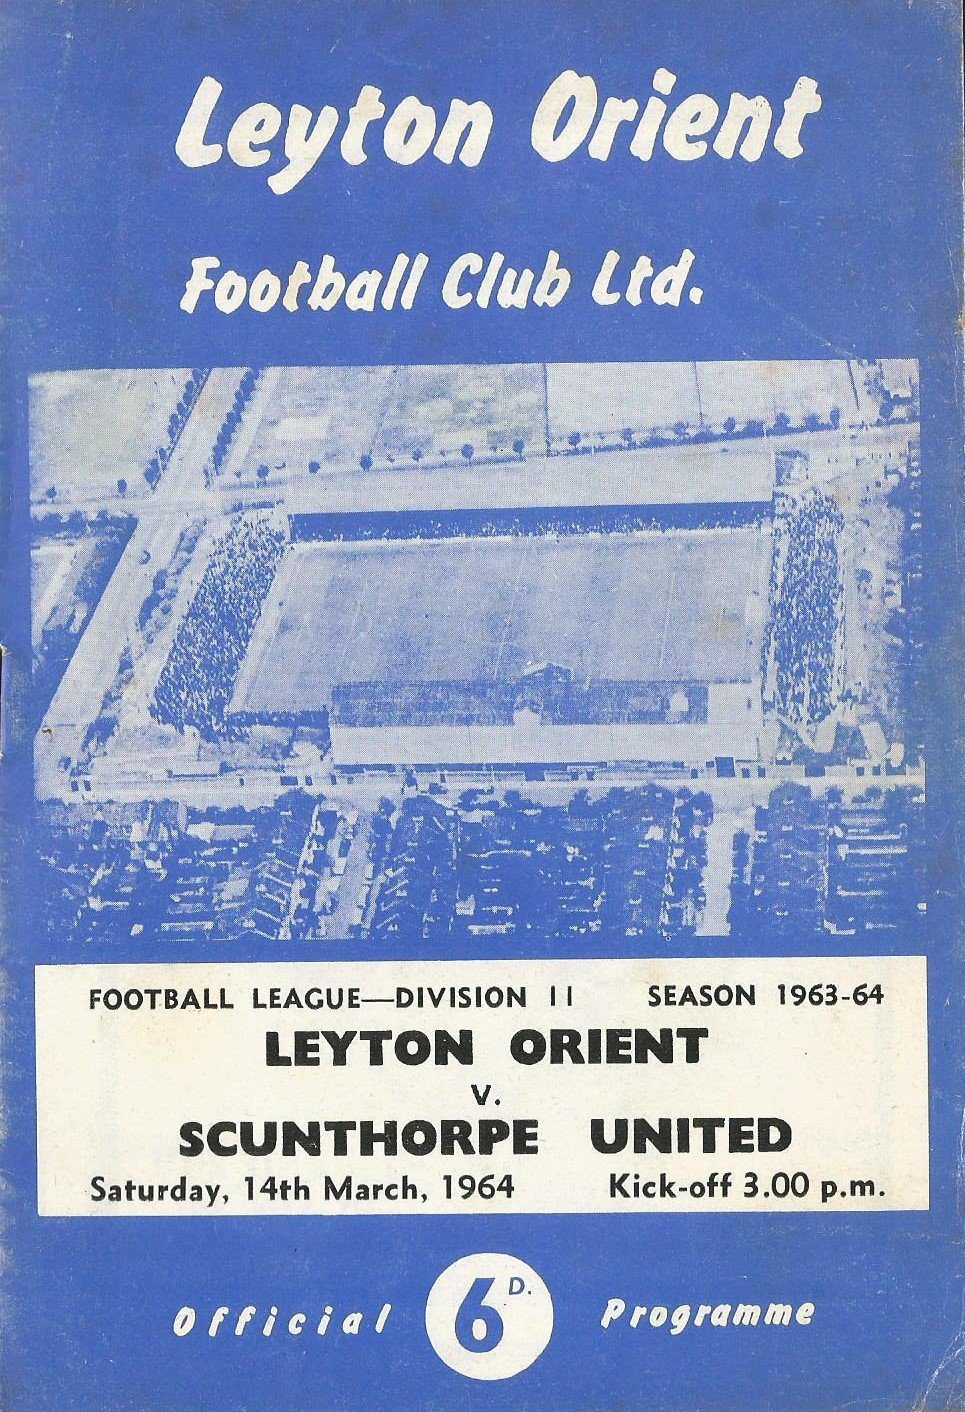 Leyton Orient
Football Club Ltd.
FOOTBALL LEAGUE—DIVISION II SEASON 1963-64
LEYTON ORIENT
V.
SCUNTHORPE UNITED
Saturday, 14th March, 1964 Kick-off 3.00 p.m.
Official 6D. Programme